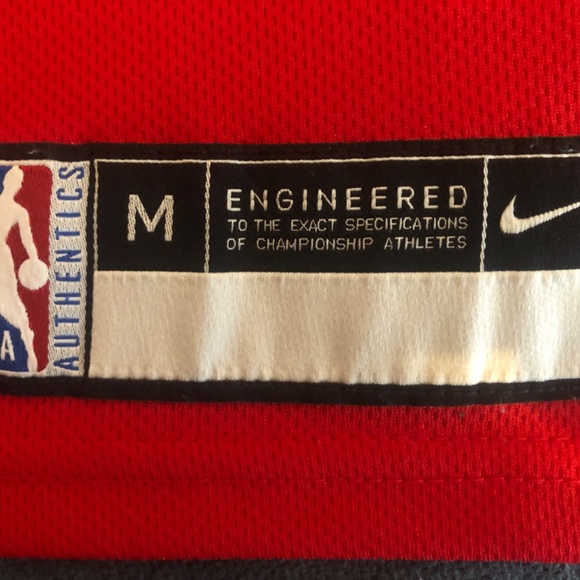 A
AUTHENTICS
M
ENGINEERED
TO THE EXACT SPECIFICATIONS
OF CHAMPIONSHIP ATHLETES